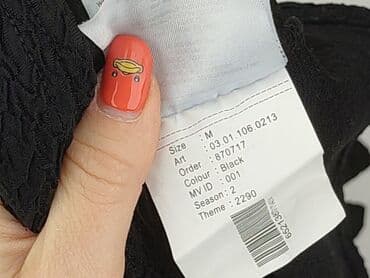 Size : M
Art : 03.01.106.0213
Order : 870717
Colour : Black
MV ID : 001
Season : 2
Theme : 2290